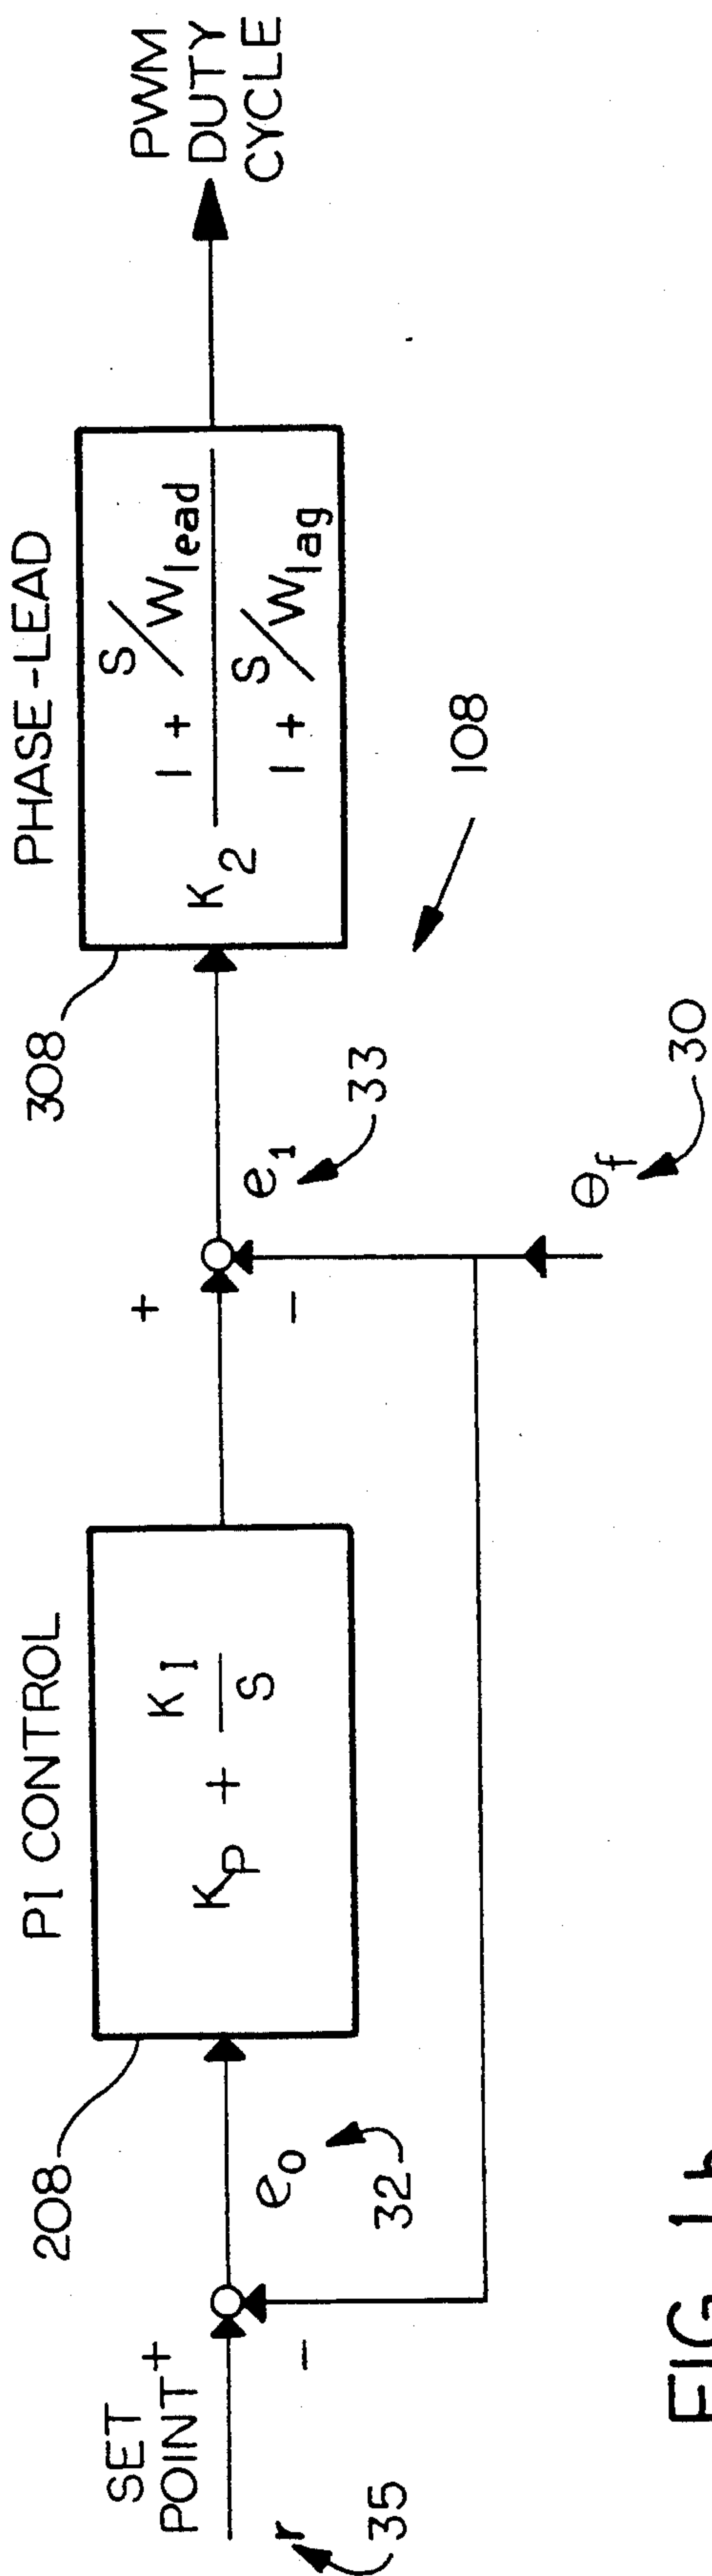 SET
POINT
+
−
r
35
e0
32
208
PI CONTROL
Kp + KI
S
+
−
e1
33
θf
30
308
PHASE-LEAD
K2
1 + S/Wlead
1 + S/Wlag
108
PWM
DUTY
CYCLE
FIG. 1b